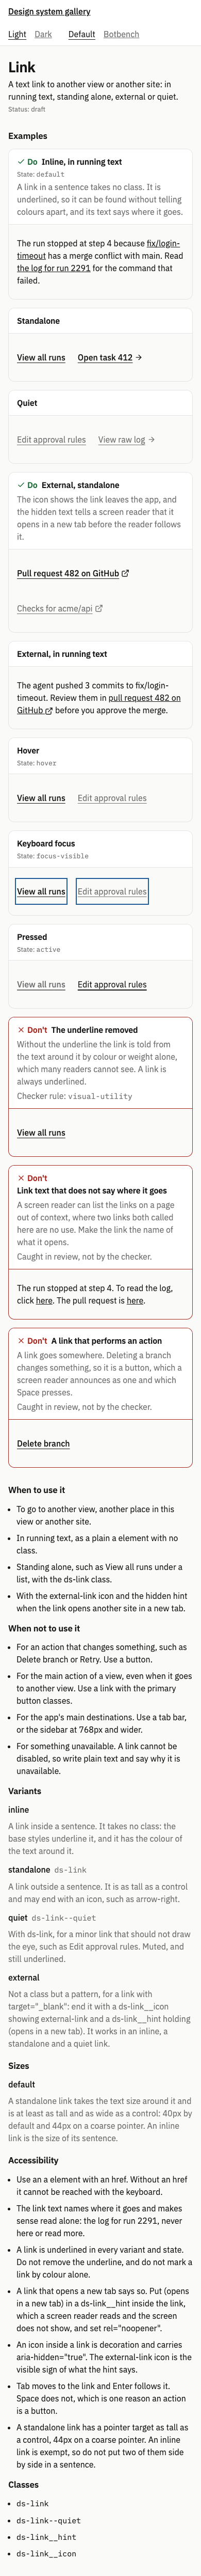 Design system gallery
Light Dark Default Botbench
Link
A text link to another view or another site: in
running text, standing alone, external or quiet.
Status: draft
Examples
Do Inline, in running text
State: default
A link in a sentence takes no class. It is
underlined, so it can be found without telling
colours apart, and its text says where it goes.
The run stopped at step 4 because fix/login-
timeout has a merge conflict with main. Read
the log for run 2291 for the command that
failed.
Standalone
View all runs Open task 412
Quiet
Edit approval rules View raw log
Do External, standalone
The icon shows the link leaves the app, and
the hidden text tells a screen reader that it
opens in a new tab before the reader follows
it.
Pull request 482 on GitHub
Checks for acme/api
External, in running text
The agent pushed 3 commits to fix/login-
timeout. Review them in pull request 482 on
GitHub before you approve the merge.
Hover
State: hover
View all runs Edit approval rules
Keyboard focus
State: focus-visible
View all runs Edit approval rules
Pressed
State: active
View all runs Edit approval rules
Don't The underline removed
Without the underline the link is told from
the text around it by colour or weight alone,
which many readers cannot see. A link is
always underlined.
Checker rule: visual-utility
View all runs
Don't
Link text that does not say where it goes
A screen reader can list the links on a page
out of context, where two links both called
here are no use. Make the link the name of
what it opens.
Caught in review, not by the checker.
The run stopped at step 4. To read the log,
click here. The pull request is here.
Don't A link that performs an action
A link goes somewhere. Deleting a branch
changes something, so it is a button, which a
screen reader announces as one and which
Space presses.
Caught in review, not by the checker.
Delete branch
When to use it
To go to another view, another place in this
view or another site.
In running text, as a plain a element with no
class.
Standing alone, such as View all runs under a
list, with the ds-link class.
With the external-link icon and the hidden hint
when the link opens another site in a new tab.
When not to use it
For an action that changes something, such as
Delete branch or Retry. Use a button.
For the main action of a view, even when it goes
to another view. Use a link with the primary
button classes.
For the app's main destinations. Use a tab bar,
or the sidebar at 768px and wider.
For something unavailable. A link cannot be
disabled, so write plain text and say why it is
unavailable.
Variants
inline
A link inside a sentence. It takes no class: the
base styles underline it, and it has the colour of
the text around it.
standalone ds-link
A link outside a sentence. It is as tall as a control
and may end with an icon, such as arrow-right.
quiet ds-link--quiet
With ds-link, for a minor link that should not draw
the eye, such as Edit approval rules. Muted, and
still underlined.
external
Not a class but a pattern, for a link with
target="_blank": end it with a ds-link__icon
showing external-link and a ds-link__hint holding
(opens in a new tab). It works in an inline, a
standalone and a quiet link.
Sizes
default
A standalone link takes the text size around it and
is at least as tall and as wide as a control: 40px by
default and 44px on a coarse pointer. An inline
link is the size of its sentence.
Accessibility
Use an a element with an href. Without an href
it cannot be reached with the keyboard.
The link text names where it goes and makes
sense read alone: the log for run 2291, never
here or read more.
A link is underlined in every variant and state.
Do not remove the underline, and do not mark a
link by colour alone.
A link that opens a new tab says so. Put (opens
in a new tab) in a ds-link__hint inside the link,
which a screen reader reads and the screen
does not show, and set rel="noopener".
An icon inside a link is decoration and carries
aria-hidden="true". The external-link icon is the
visible sign of what the hint says.
Tab moves to the link and Enter follows it.
Space does not, which is one reason an action
is a button.
A standalone link has a pointer target as tall as
a control, 44px on a coarse pointer. An inline
link is exempt, so do not put two of them side
by side in a sentence.
Classes
ds-link
ds-link--quiet
ds-link__hint
ds-link__icon